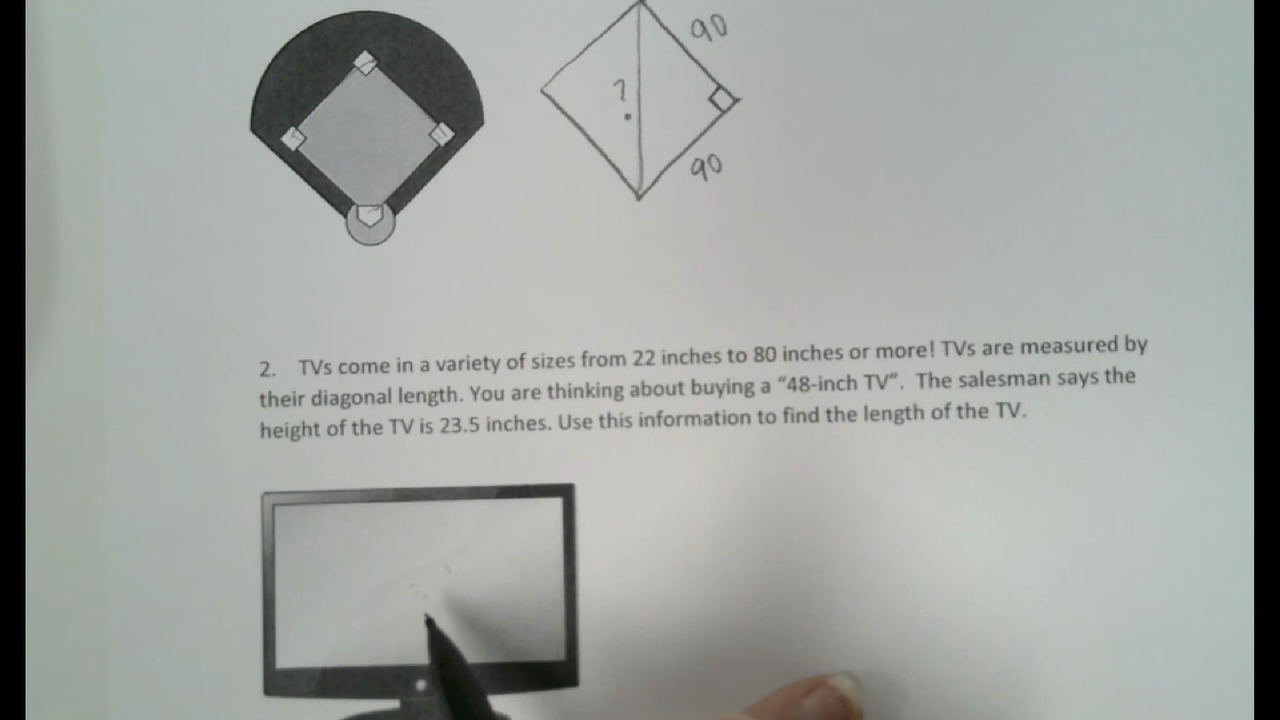 90
?
90
2. TVs come in a variety of sizes from 22 inches to 80 inches or more! TVs are measured by
their diagonal length. You are thinking about buying a “48-inch TV”. The salesman says the
height of the TV is 23.5 inches. Use this information to find the length of the TV.